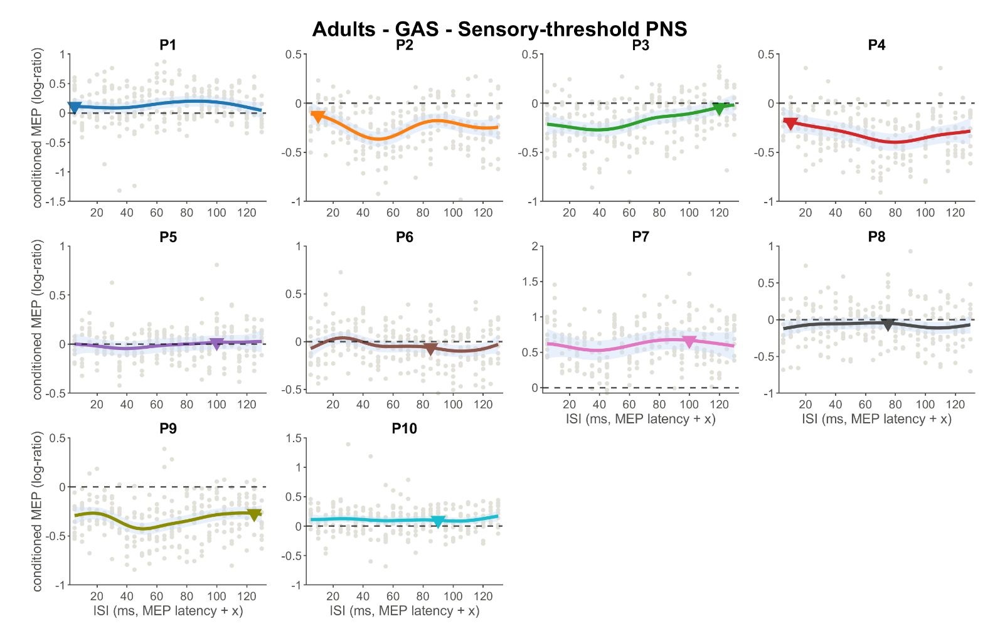 Adults - GAS - Sensory-threshold PNS
P1
P2
P3
P4
conditioned MEP (log-ratio)
1
0.5
0
-0.5
-1
-1.5
20 40 60 80 100 120
0.5
0
-0.5
-1
20 40 60 80 100 120
0.5
0
-0.5
-1
20 40 60 80 100 120
0.5
0
-0.5
-1
20 40 60 80 100 120
P5
P6
P7
P8
conditioned MEP (log-ratio)
1
0.5
0
-0.5
20 40 60 80 100 120
1
0.5
0
-0.5
20 40 60 80 100 120
2
1.5
1
0.5
0
20 40 60 80 100 120
ISI (ms, MEP latency + x)
1
0.5
0
-0.5
-1
20 40 60 80 100 120
ISI (ms, MEP latency + x)
P9
P10
conditioned MEP (log-ratio)
0.5
0
-0.5
-1
20 40 60 80 100 120
ISI (ms, MEP latency + x)
1.5
1
0.5
0
-0.5
-1
20 40 60 80 100 120
ISI (ms, MEP latency + x)